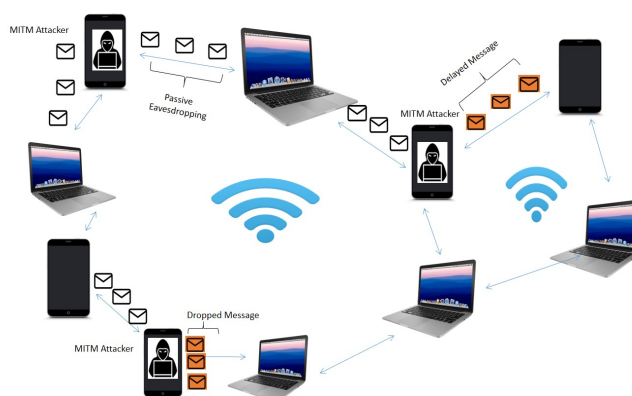 MITM Attacker
Passive
Eavesdropping
Delayed Message
MITM Attacker
Dropped Message
MITM Attacker